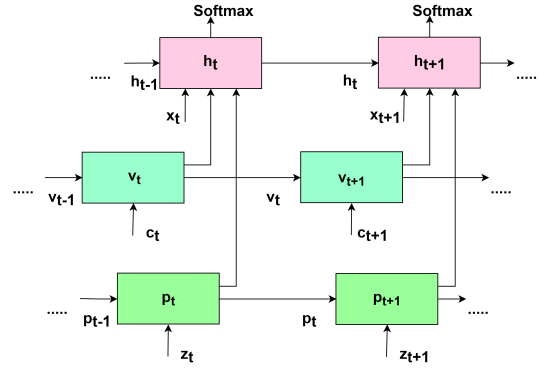 Softmax Softmax
..... h_t-1 h_t h_t h_t+1 .....
x_t x_t+1
..... v_t-1 v_t v_t v_t+1 .....
c_t c_t+1
..... p_t-1 p_t p_t p_t+1 .....
z_t z_t+1